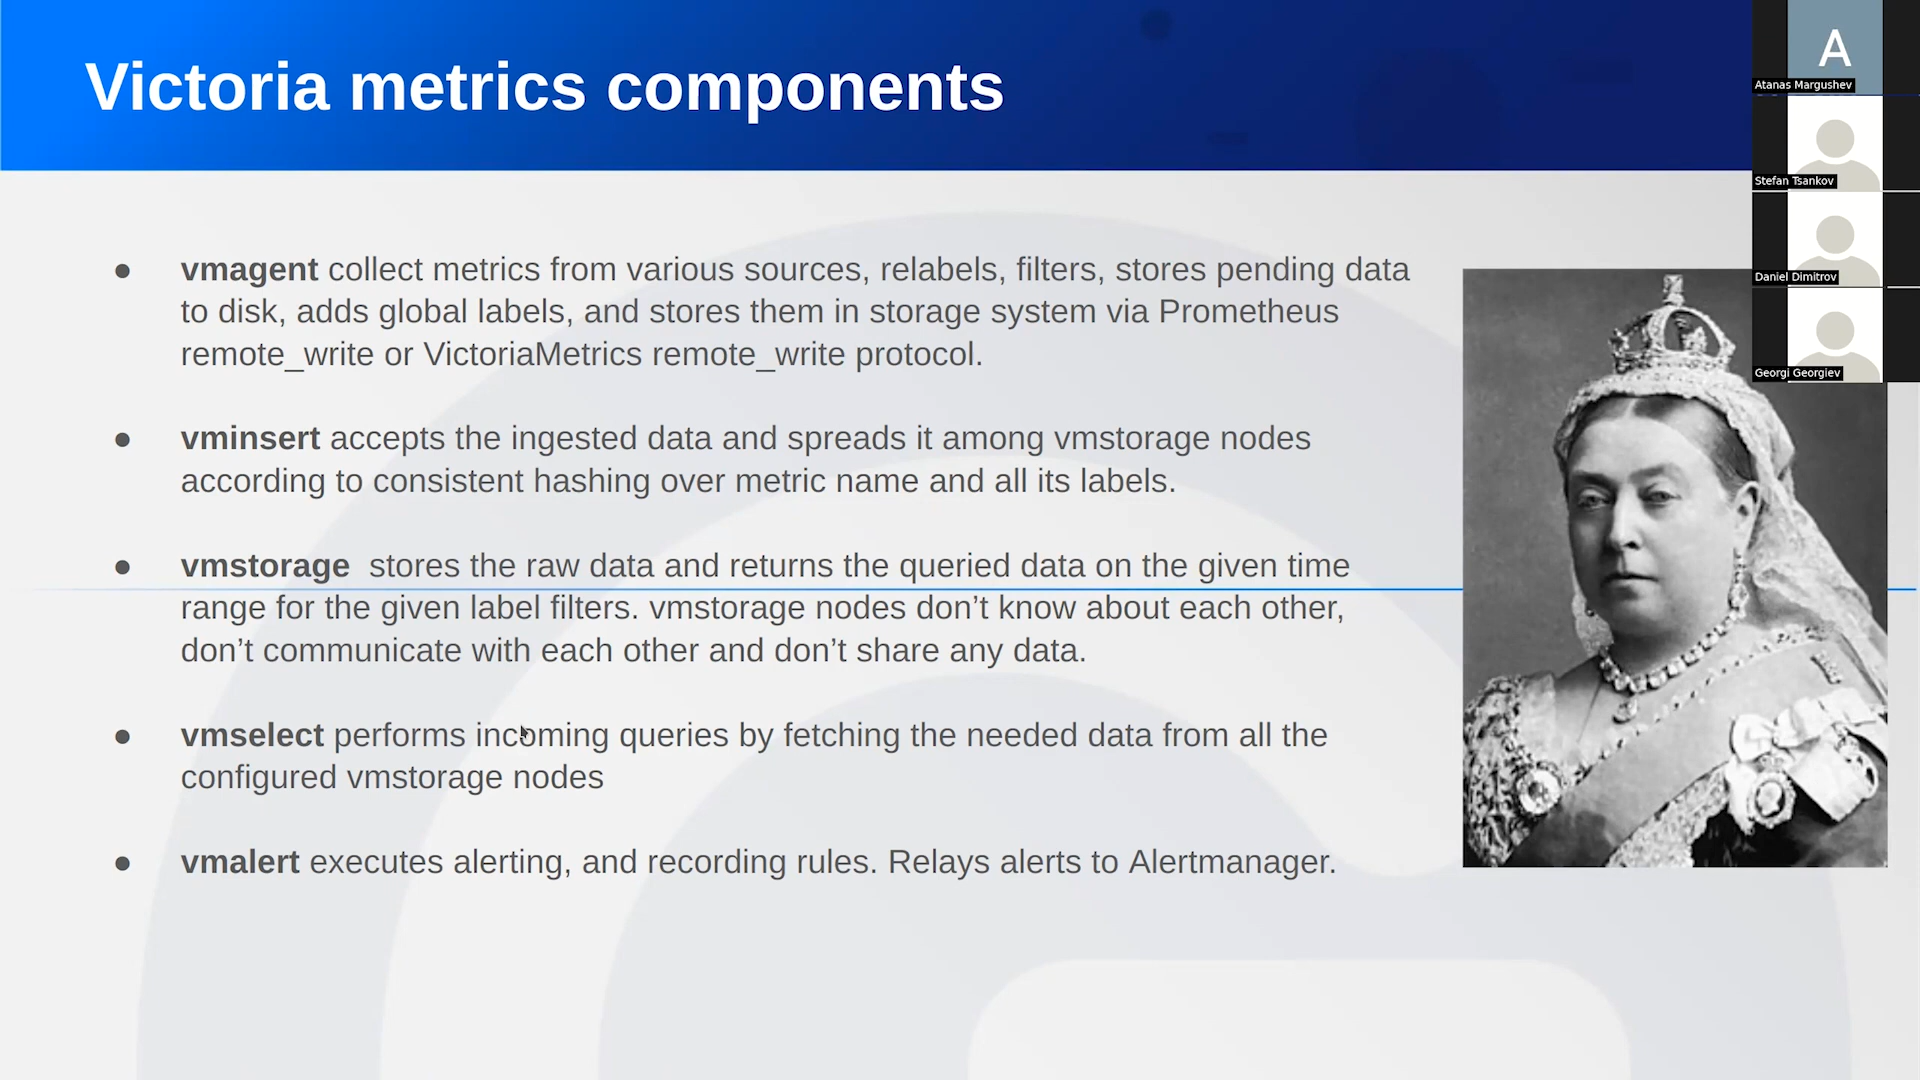 Victoria metrics components
A
Atanas Margushev
Stefan Tsankov
Daniel Dimitrov
Georgi Georgiev
● vmagent collect metrics from various sources, relabels, filters, stores pending data
to disk, adds global labels, and stores them in storage system via Prometheus
remote_write or VictoriaMetrics remote_write protocol.
● vminsert accepts the ingested data and spreads it among vmstorage nodes
according to consistent hashing over metric name and all its labels.
● vmstorage  stores the raw data and returns the queried data on the given time
range for the given label filters. vmstorage nodes don’t know about each other,
don’t communicate with each other and don’t share any data.
● vmselect performs incoming queries by fetching the needed data from all the
configured vmstorage nodes
● vmalert executes alerting, and recording rules. Relays alerts to Alertmanager.